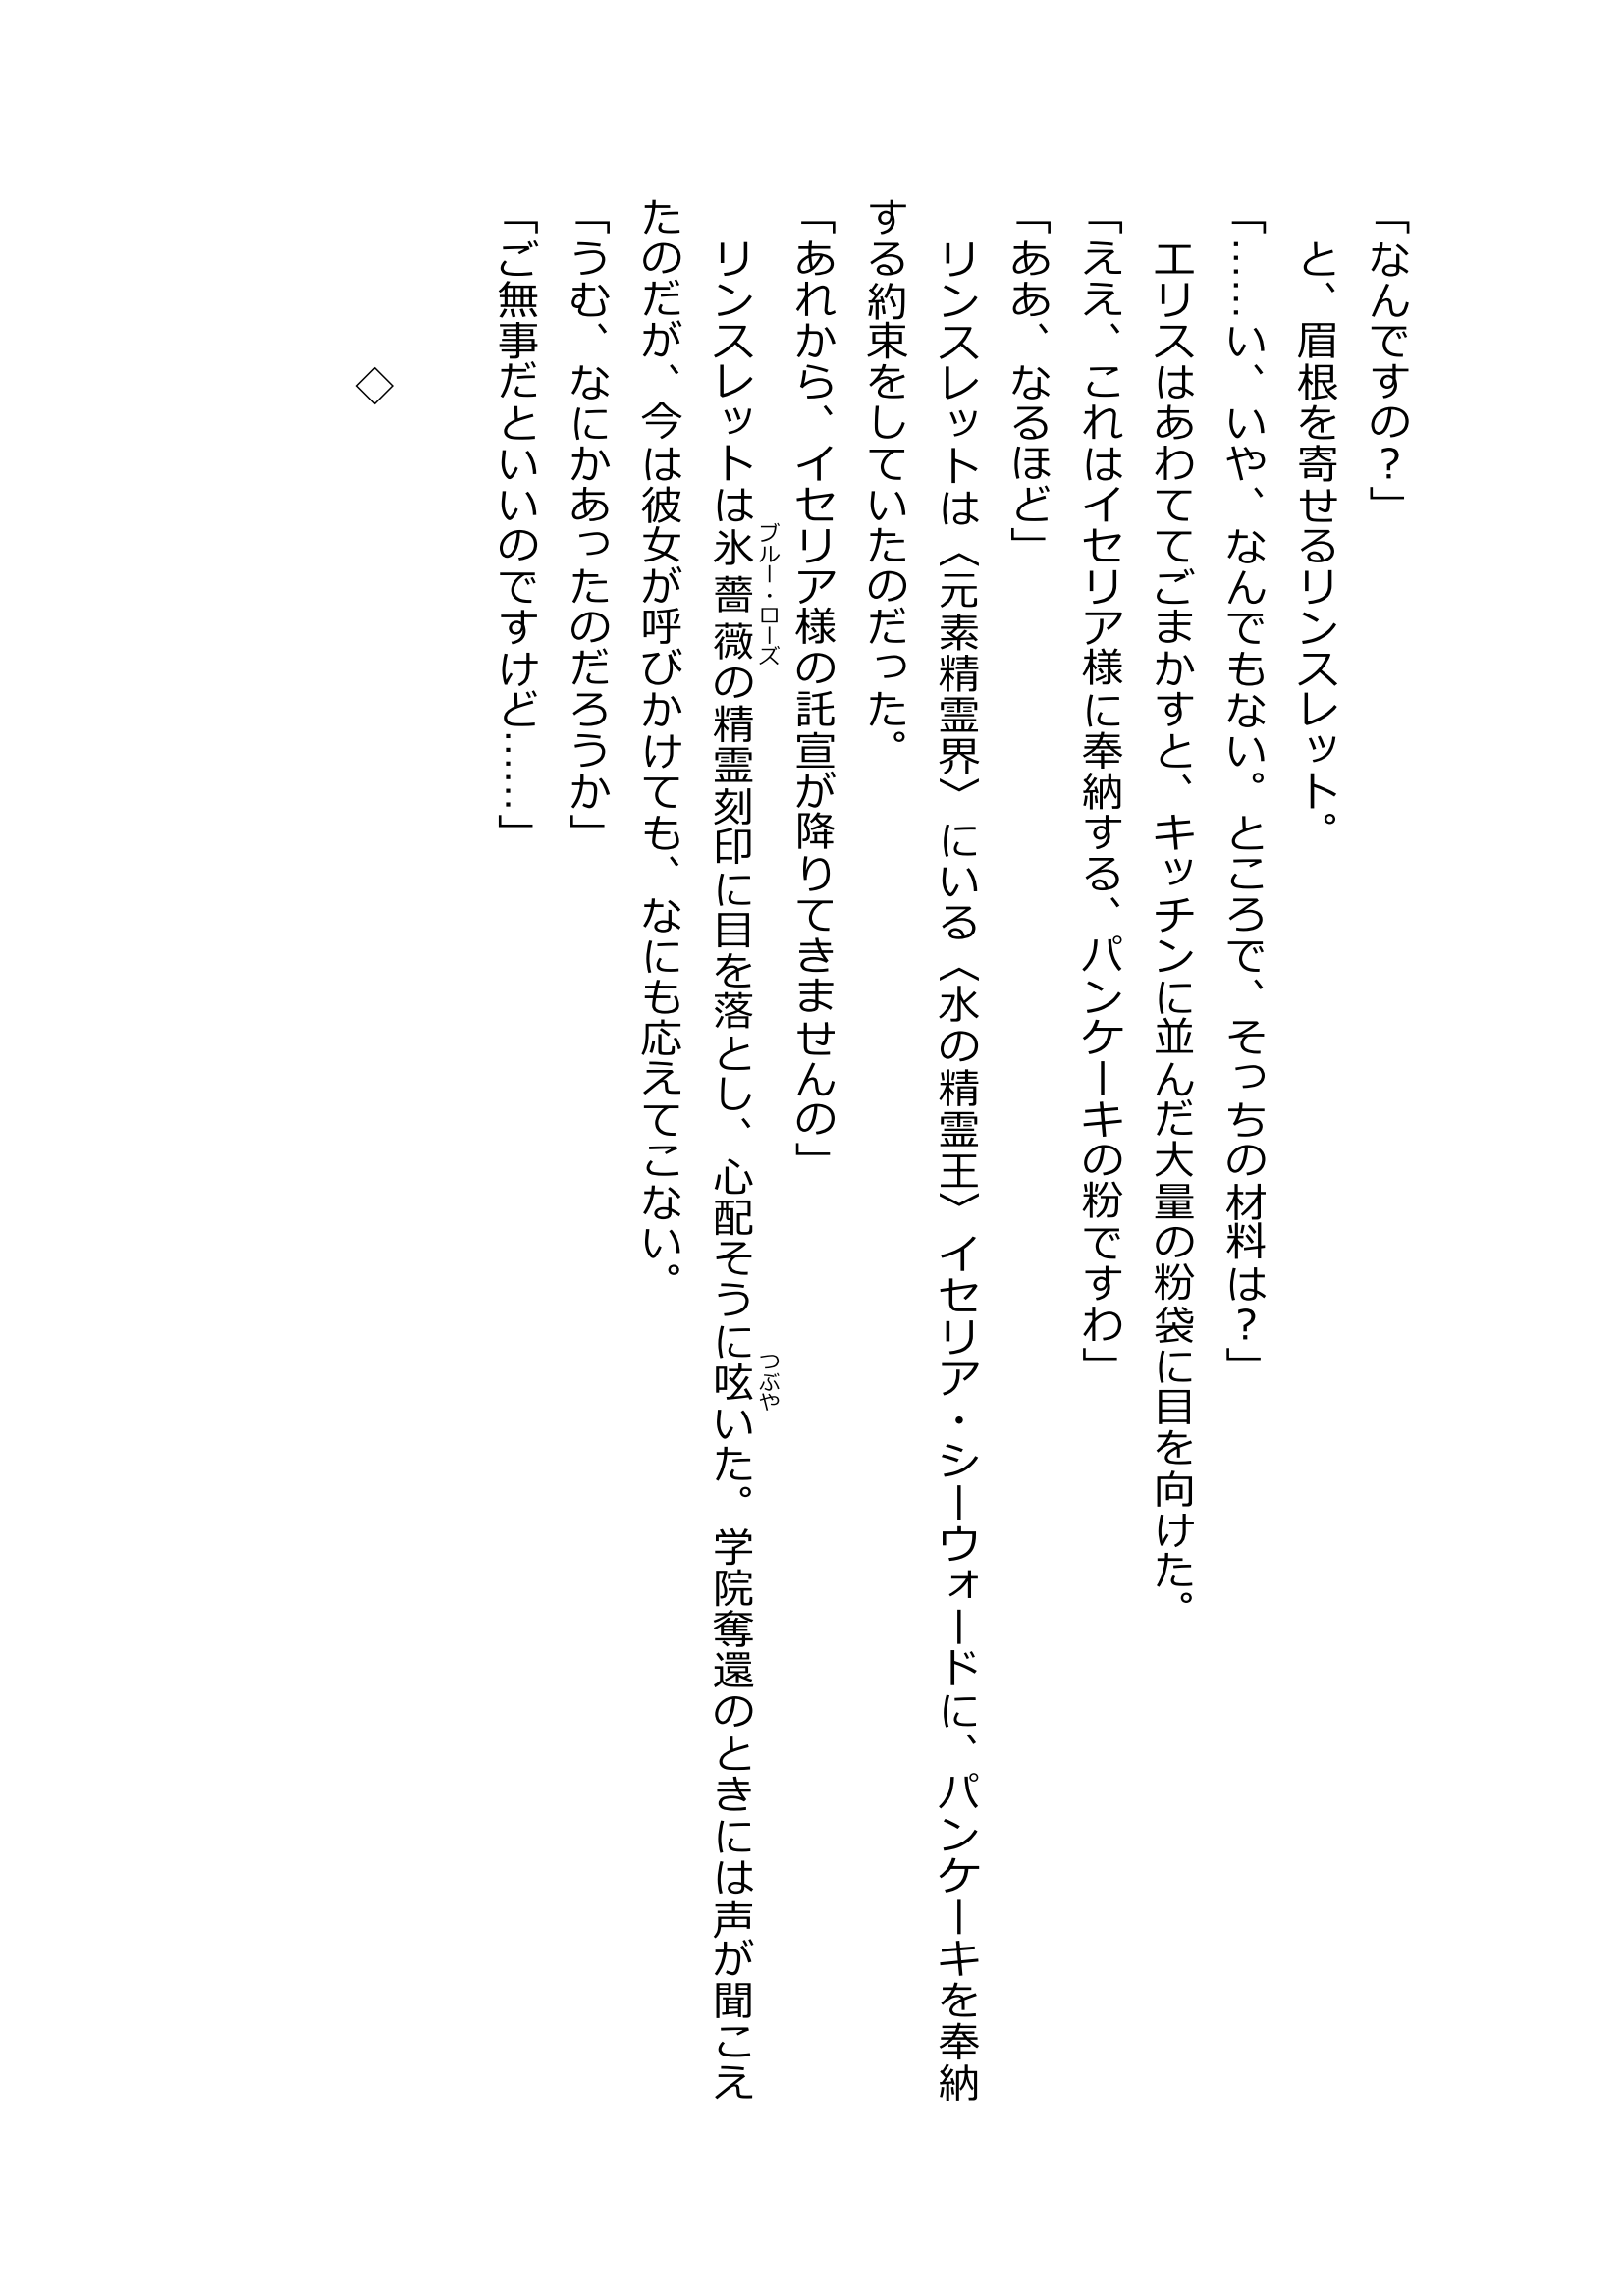 「なんですの？」
　と、眉根を寄せるリンスレット。
「……い、いや、なんでもない。ところで、そっちの材料は？」
　エリスはあわててごまかすと、キッチンに並んだ大量の粉袋に目を向けた。
「ええ、これはイセリア様に奉納する、パンケーキの粉ですわ」
「ああ、なるほど」
　リンスレットは〈元素精霊界〉にいる〈水の精霊王〉イセリア・シーウォードに、パンケーキを奉納
する約束をしていたのだった。
「あれから、イセリア様の託宣が降りてきませんの」
ブルー・ローズ
つぶや
　リンスレットは氷薔薇の精霊刻印に目を落とし、心配そうに呟いた。学院奪還のときには声が聞こえ
たのだが、今は彼女が呼びかけても、なにも応えてこない。
「うむ、なにかあったのだろうか」
「ご無事だといいのですけど……」
◇